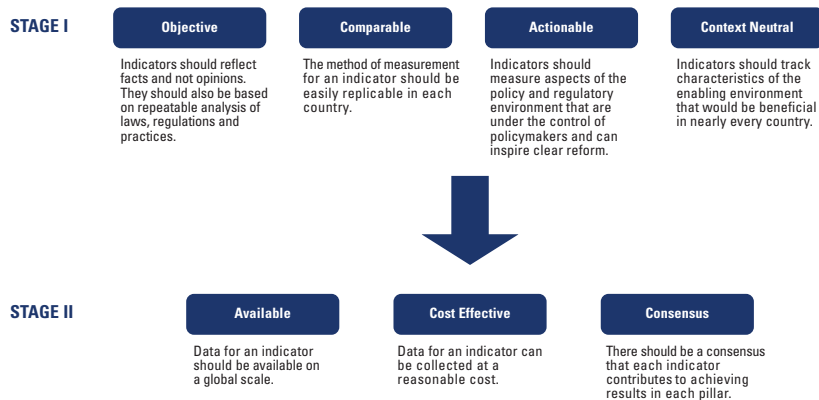 STAGE I
Objective
Indicators should reflect
facts and not opinions.
They should also be based
on repeatable analysis of
laws, regulations and
practices.
Comparable
The method of measurement
for an indicator should be
easily replicable in each
country.
Actionable
Indicators should
measure aspects of the
policy and regulatory
environment that are
under the control of
policymakers and can
inspire clear reform.
Context Neutral
Indicators should track
characteristics of the
enabling environment
that would be beneficial
in nearly every country.
STAGE II
Available
Data for an indicator
should be available on
a global scale.
Cost Effective
Data for an indicator can
be collected at a
reasonable cost.
Consensus
There should be a consensus
that each indicator
contributes to achieving
results in each pillar.